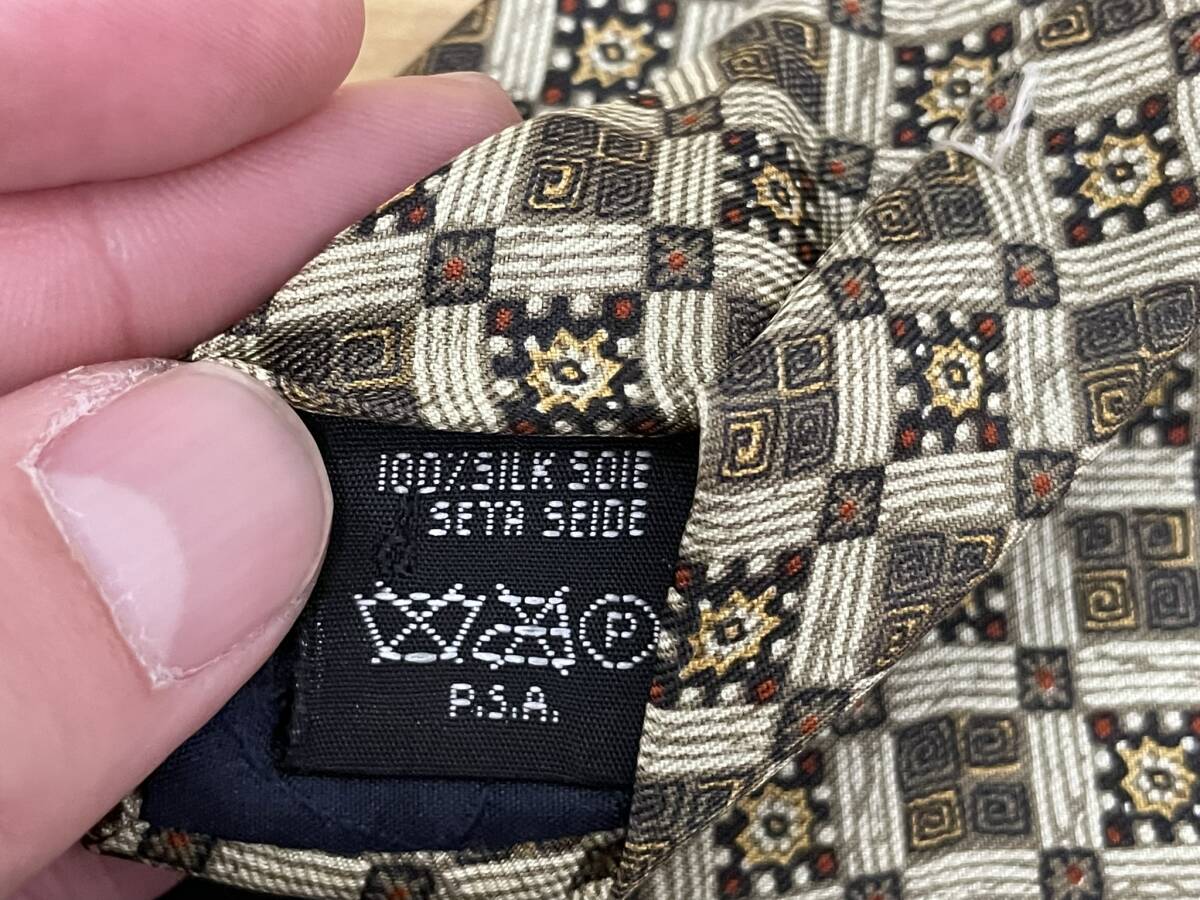 100%SILK SOIE
SETA SEIDE
P
P.S.A.